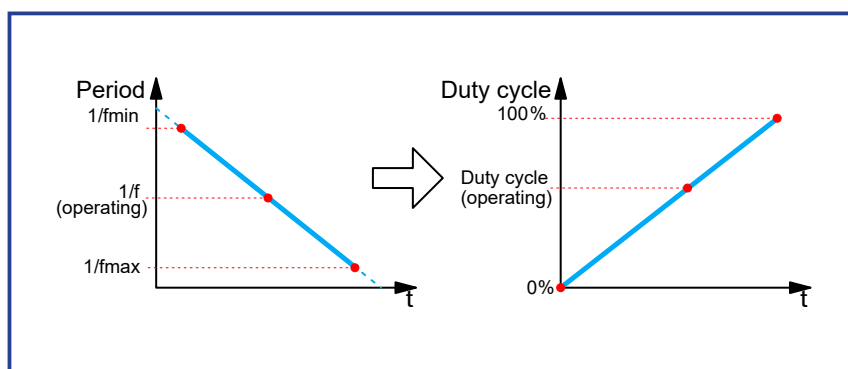 Period
1/fmin
1/f
(operating)
1/fmax
t
Duty cycle
100%
Duty cycle
(operating)
0%
t